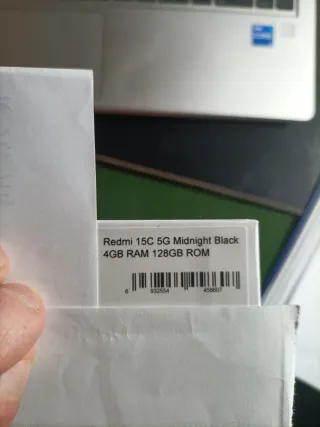 Redmi 15C 5G Midnight Black
4GB RAM 128GB ROM